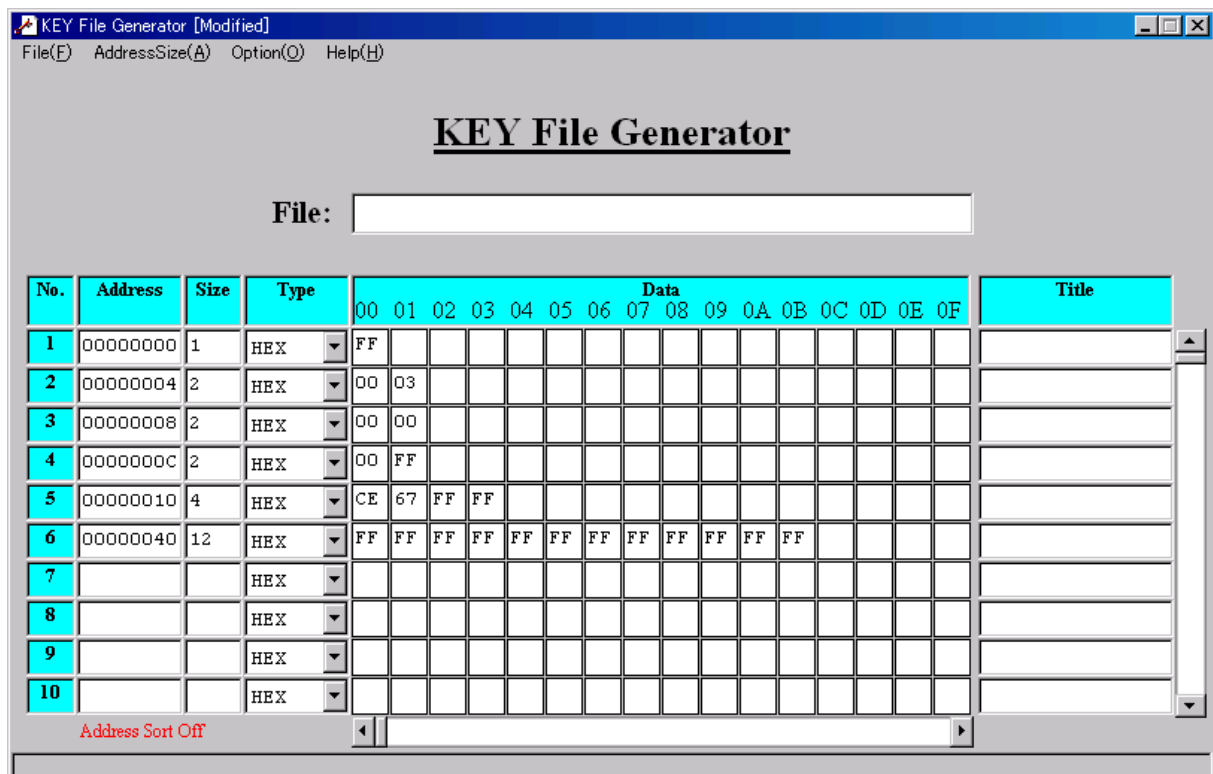 KEY File Generator [Modified]
File(F) AddressSize(A) Option(O) Help(H)
KEY File Generator
File:
No. Address Size Type Data Title
00 01 02 03 04 05 06 07 08 09 0A 0B 0C 0D 0E 0F
1 00000000 1 HEX FF
2 00000004 2 HEX 00 03
3 00000008 2 HEX 00 00
4 0000000C 2 HEX 00 FF
5 00000010 4 HEX CE 67 FF FF
6 00000040 12 HEX FF FF FF FF FF FF FF FF FF FF FF FF
7 HEX
8 HEX
9 HEX
10 HEX
Address Sort Off